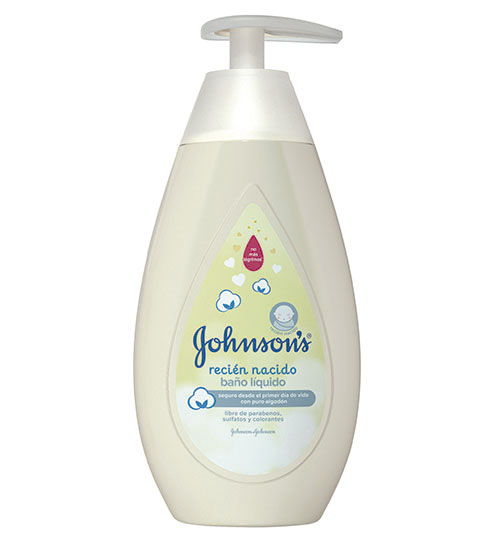 no
más
lágrimas®
Johnson's®
recién nacido
baño líquido
seguro desde el primer día de vida
con puro algodón
libre de parabenos,
sulfatos y colorantes
Johnson&Johnson